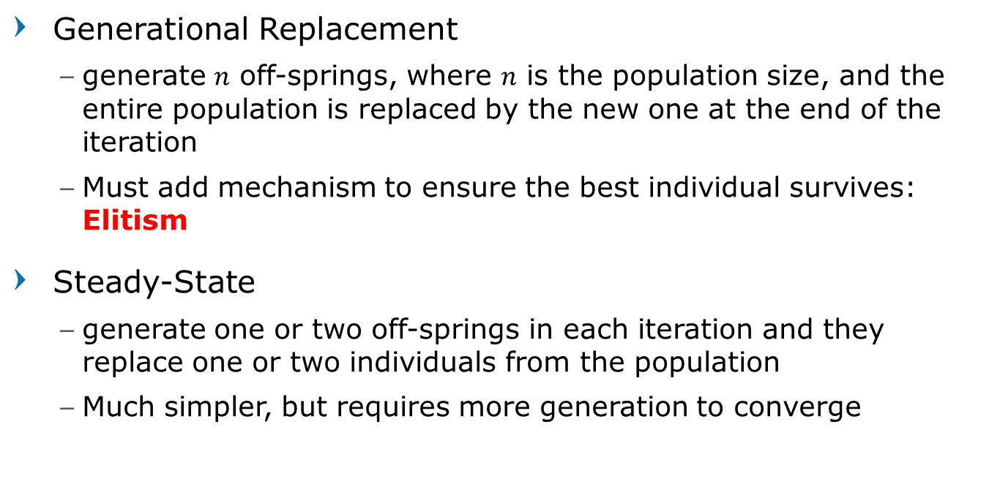 Generational Replacement
– generate n off-springs, where n is the population size, and the
entire population is replaced by the new one at the end of the
iteration
– Must add mechanism to ensure the best individual survives:
Elitism
Steady-State
– generate one or two off-springs in each iteration and they
replace one or two individuals from the population
– Much simpler, but requires more generation to converge